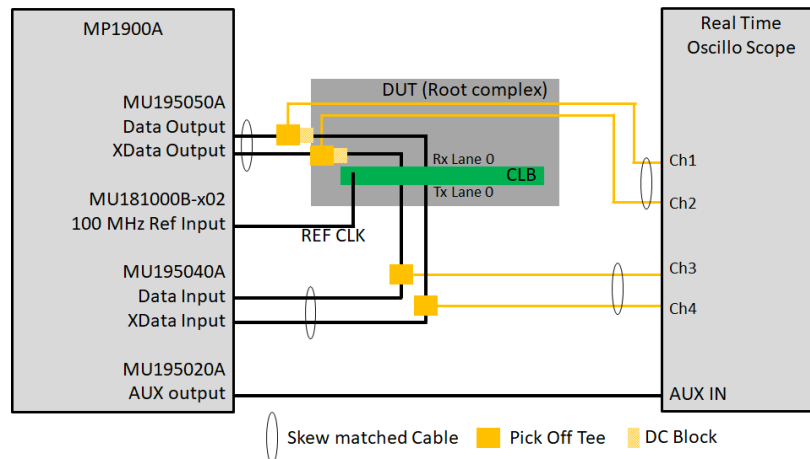 MP1900A
MU195050A
Data Output
XData Output
MU181000B-x02
100 MHz Ref Input
MU195040A
Data Input
XData Input
MU195020A
AUX output
DUT (Root complex)
Rx Lane 0
CLB
Tx Lane 0
REF CLK
Real Time
Oscillo Scope
Ch1
Ch2
Ch3
Ch4
AUX IN
Skew matched Cable
Pick Off Tee
DC Block